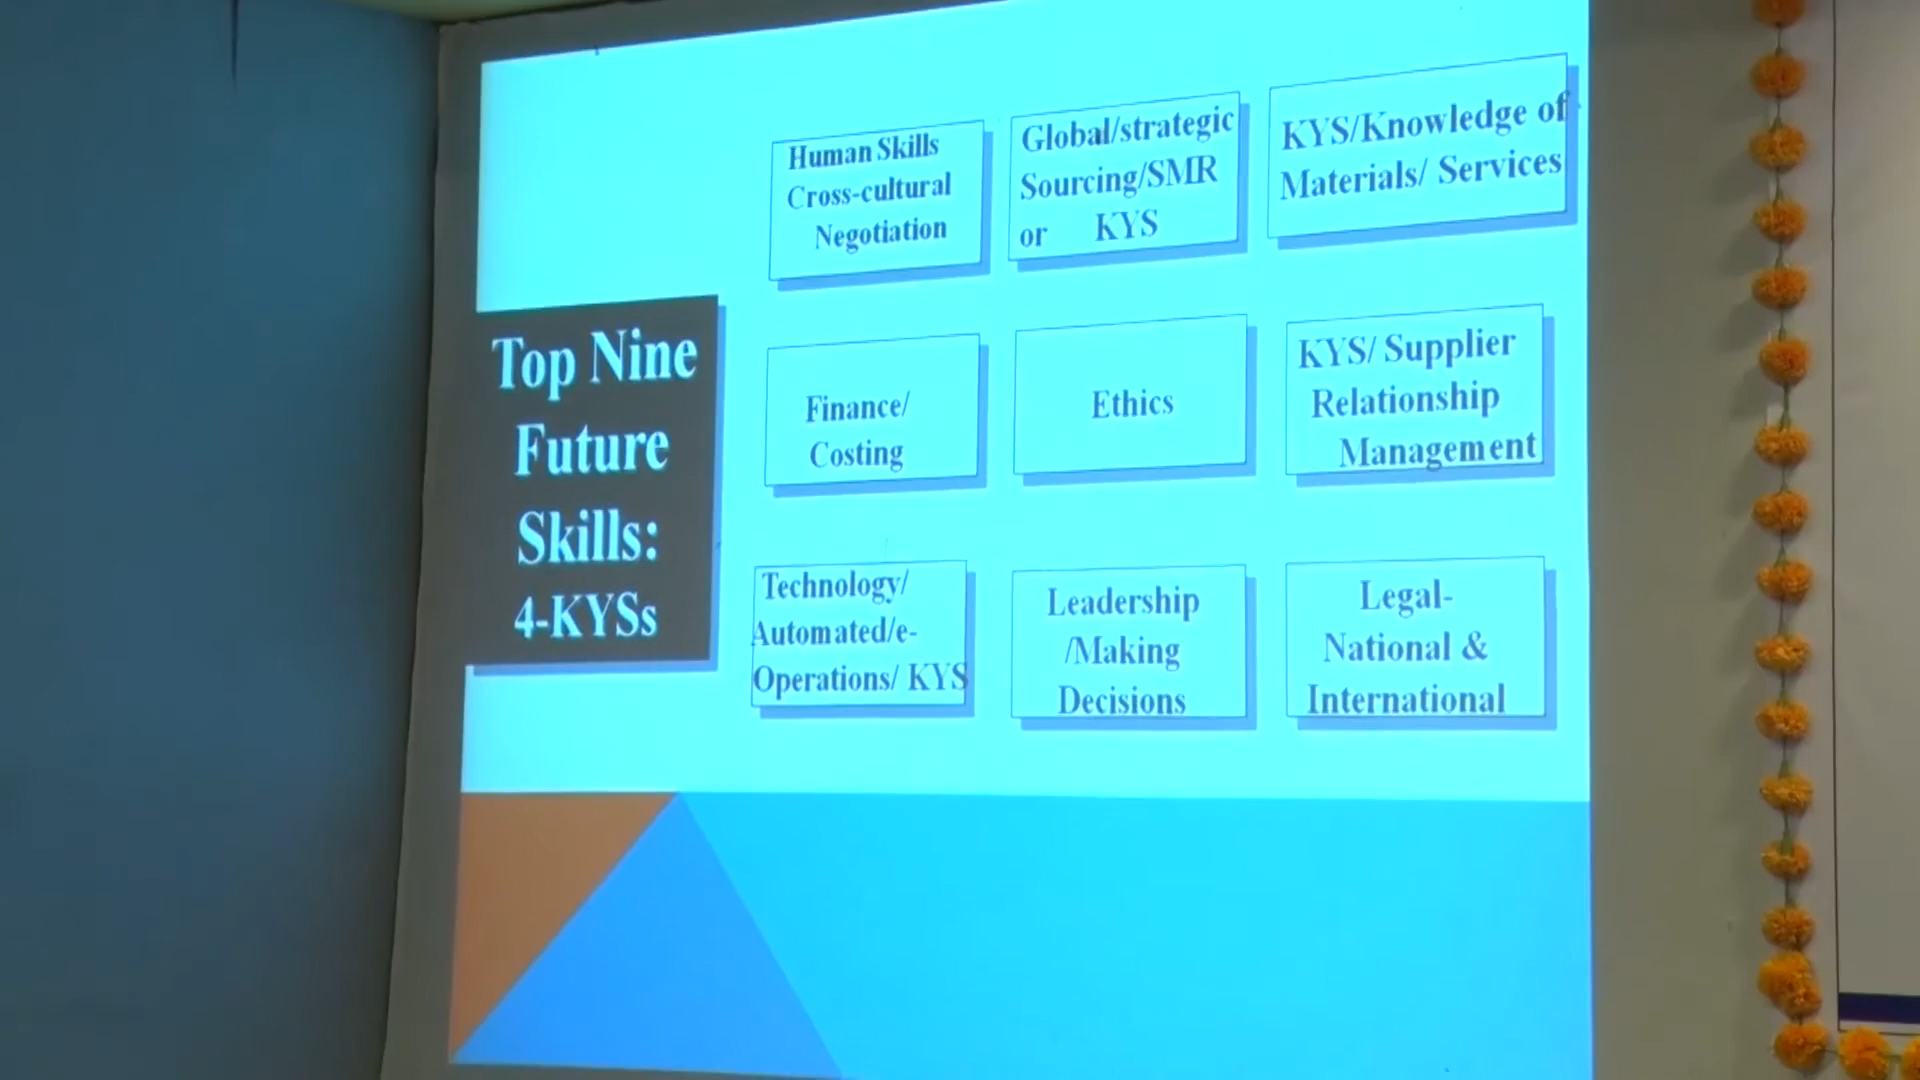 Top Nine
Future
Skills:
4-KYSs
Human Skills
Cross-cultural
Negotiation
Global/strategic
Sourcing/SMR
or KYS
KYS/Knowledge of
Materials/ Services
Finance/
Costing
Ethics
KYS/ Supplier
Relationship
Management
Technology/
Automated/e-
Operations/ KYS
Leadership
/Making
Decisions
Legal-
National &
International